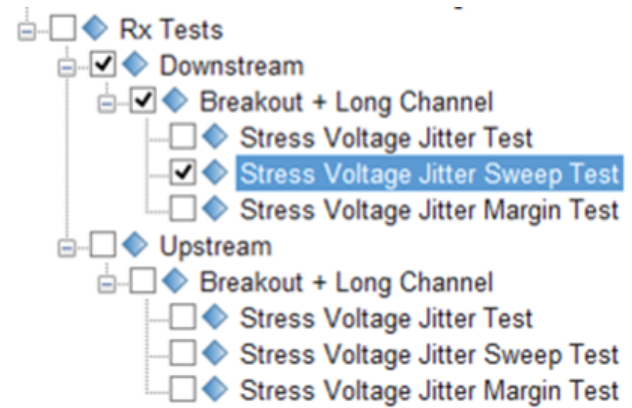 Rx Tests
Downstream
Breakout + Long Channel
Stress Voltage Jitter Test
Stress Voltage Jitter Sweep Test
Stress Voltage Jitter Margin Test
Upstream
Breakout + Long Channel
Stress Voltage Jitter Test
Stress Voltage Jitter Sweep Test
Stress Voltage Jitter Margin Test